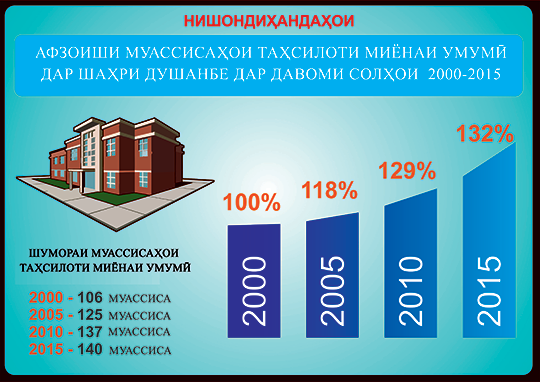 НИШОНДИҲАНДАҲОИ
АФЗОИШИ МУАССИСАҲОИ ТАҲСИЛОТИ МИЁНАИ УМУМӢ
ДАР ШАҲРИ ДУШАНБЕ ДАР ДАВОМИ СОЛҲОИ 2000-2015
100%
118%
129%
132%
2000
2005
2010
2015
ШУМОРАИ МУАССИСАҲОИ
ТАҲСИЛОТИ МИЁНАИ УМУМӢ
2000 - 106 МУАССИСА
2005 - 125 МУАССИСА
2010 - 137 МУАССИСА
2015 - 140 МУАССИСА